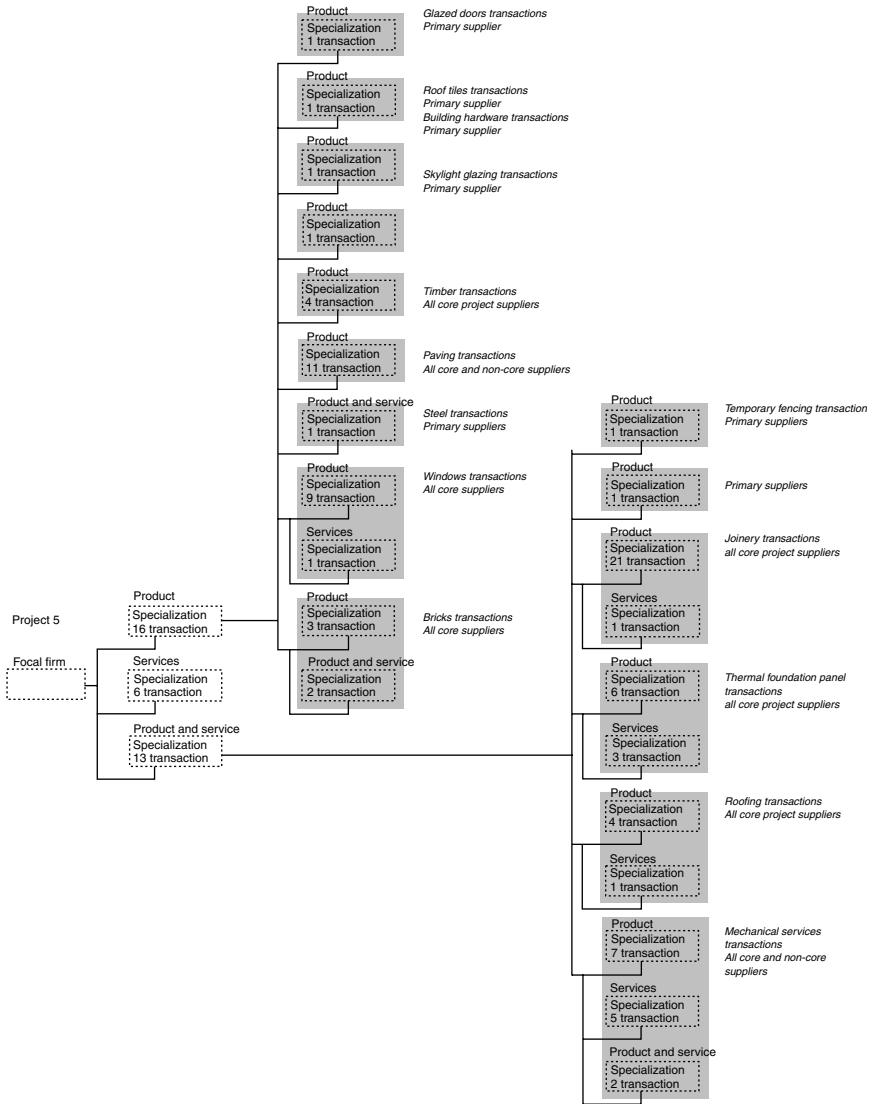 Product
Specialization
1 transaction
Glazed doors transactions
Primary supplier
Product
Specialization
1 transaction
Roof tiles transactions
Primary supplier
Building hardware transactions
Primary supplier
Product
Specialization
1 transaction
Skylight glazing transactions
Primary supplier
Product
Specialization
1 transaction
Product
Specialization
4 transaction
Timber transactions
All core project suppliers
Product
Specialization
11 transaction
Paving transactions
All core and non-core suppliers
Product and service
Specialization
1 transaction
Steel transactions
Primary suppliers
Product
Specialization
9 transaction
Windows transactions
All core suppliers
Services
Specialization
1 transaction
Product
Specialization
3 transaction
Bricks transactions
All core suppliers
Product and service
Specialization
2 transaction
Project 5
Focal firm
Product
Specialization
16 transaction
Services
Specialization
6 transaction
Product and service
Specialization
13 transaction
Product
Specialization
1 transaction
Temporary fencing transaction
Primary suppliers
Product
Specialization
1 transaction
Primary suppliers
Product
Specialization
21 transaction
Joinery transactions
all core project suppliers
Services
Specialization
1 transaction
Product
Specialization
6 transaction
Thermal foundation panel
transactions
all core project suppliers
Services
Specialization
3 transaction
Product
Specialization
4 transaction
Roofing transactions
All core project suppliers
Services
Specialization
1 transaction
Product
Specialization
7 transaction
Mechanical services
transactions
All core and non-core
suppliers
Services
Specialization
5 transaction
Product and service
Specialization
2 transaction